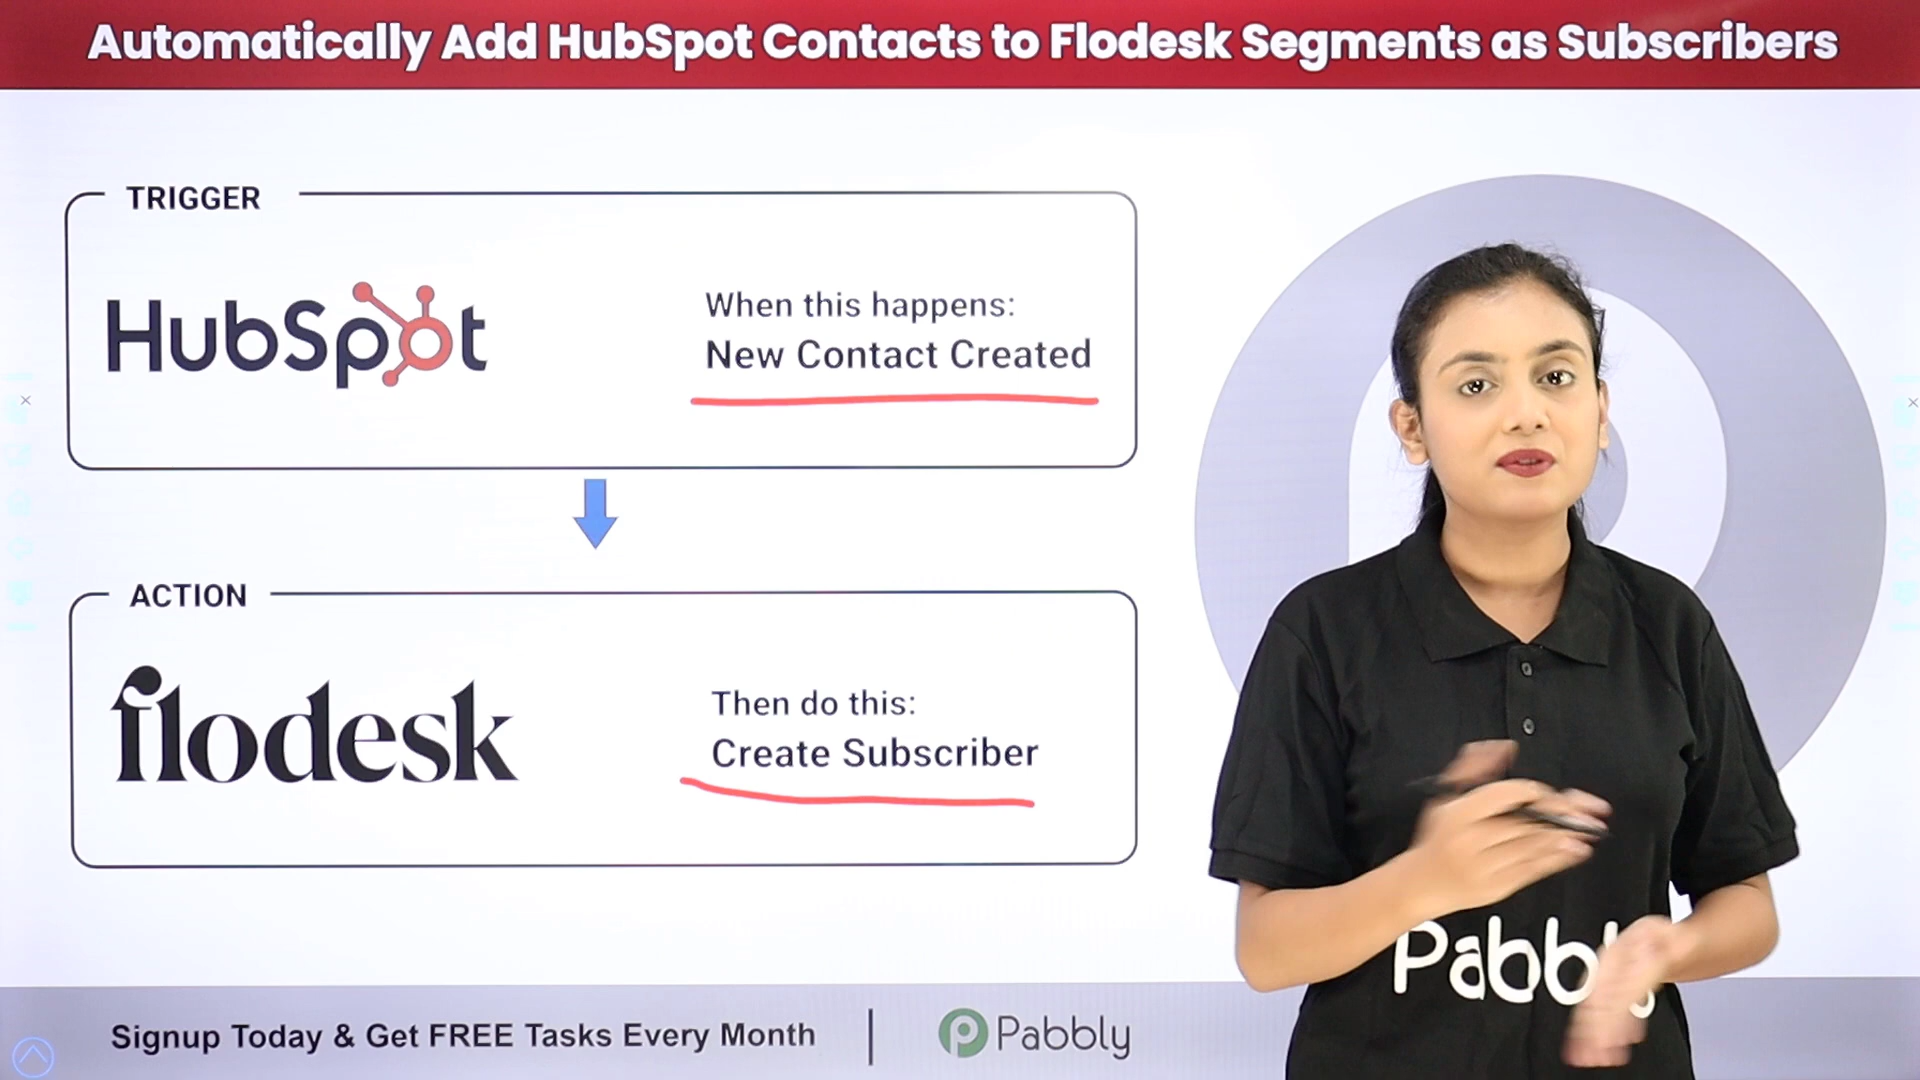 Automatically Add HubSpot Contacts to Flodesk Segments as Subscribers
TRIGGER
HubSpot
When this happens:
New Contact Created
ACTION
flodesk
Then do this:
Create Subscriber
Signup Today & Get FREE Tasks Every Month
Pabbly
Pabbly